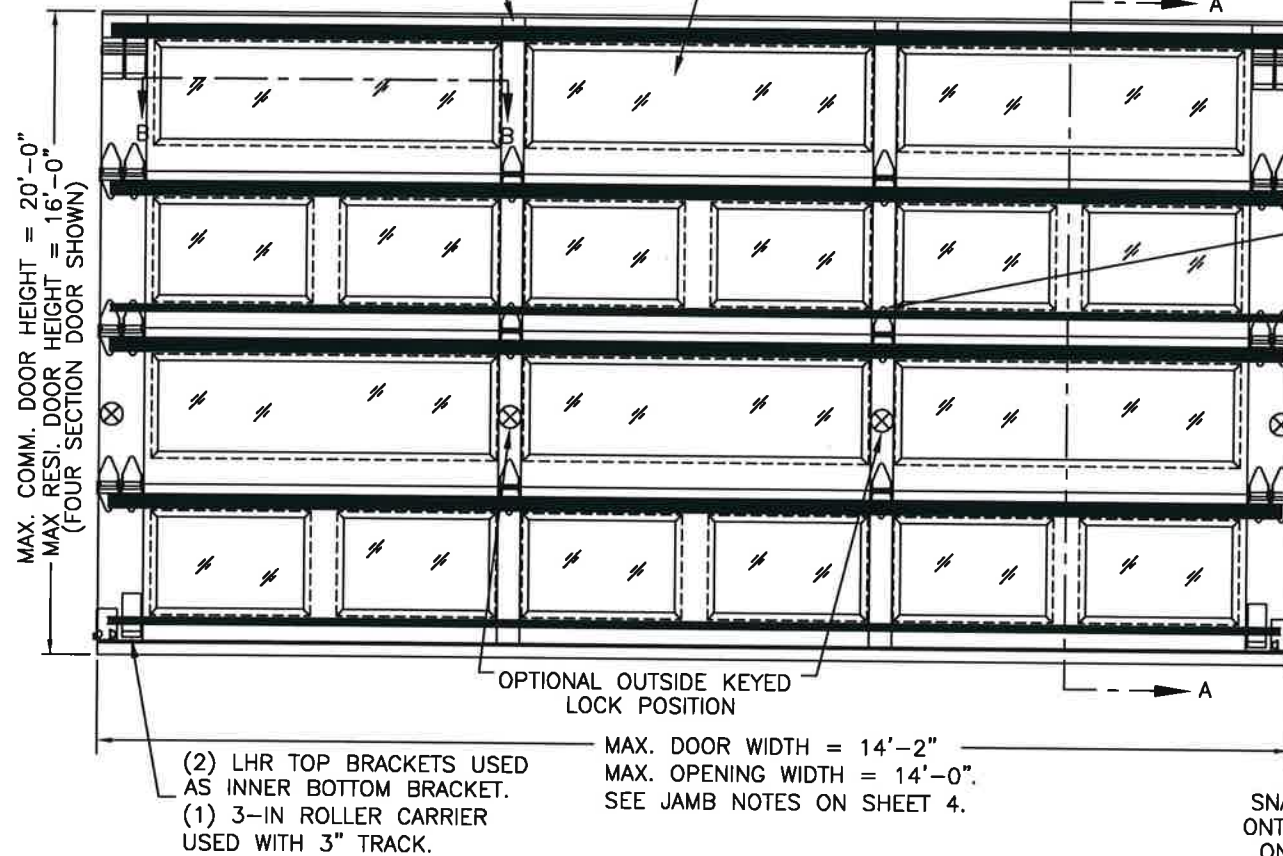 A
B
B
MAX. COMM. DOOR HEIGHT = 20'-0"
MAX RESI. DOOR HEIGHT = 16'-0"
(FOUR SECTION DOOR SHOWN)
OPTIONAL OUTSIDE KEYED
LOCK POSITION
A
(2) LHR TOP BRACKETS USED
AS INNER BOTTOM BRACKET.
(1) 3-IN ROLLER CARRIER
USED WITH 3" TRACK.
MAX. DOOR WIDTH = 14'-2"
MAX. OPENING WIDTH = 14'-0".
SEE JAMB NOTES ON SHEET 4.